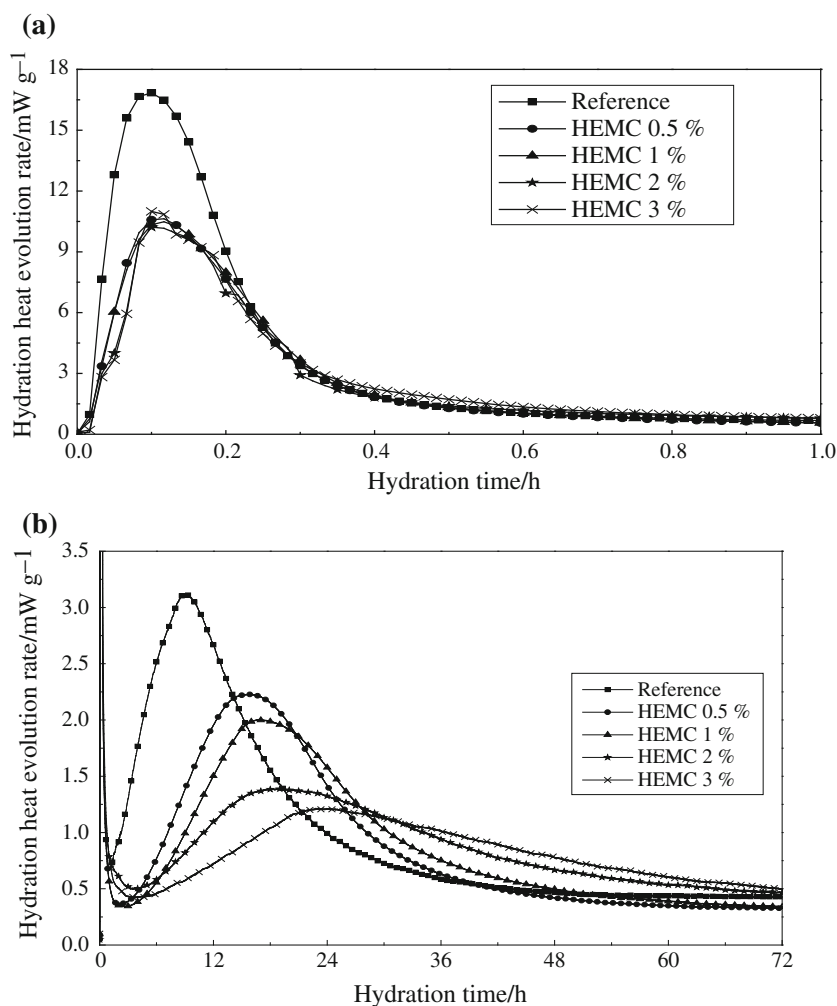 (a)
18
15
12
9
6
3
0
Hydration heat evolution rate/mW g–1
Reference
HEMC 0.5 %
HEMC 1 %
HEMC 2 %
HEMC 3 %
0.0 0.2 0.4 0.6 0.8 1.0
Hydration time/h
(b)
3.5
3.0
2.5
2.0
1.5
1.0
0.5
0.0
Hydration heat evolution rate/mW g–1
Reference
HEMC 0.5 %
HEMC 1 %
HEMC 2 %
HEMC 3 %
0 12 24 36 48 60 72
Hydration time/h